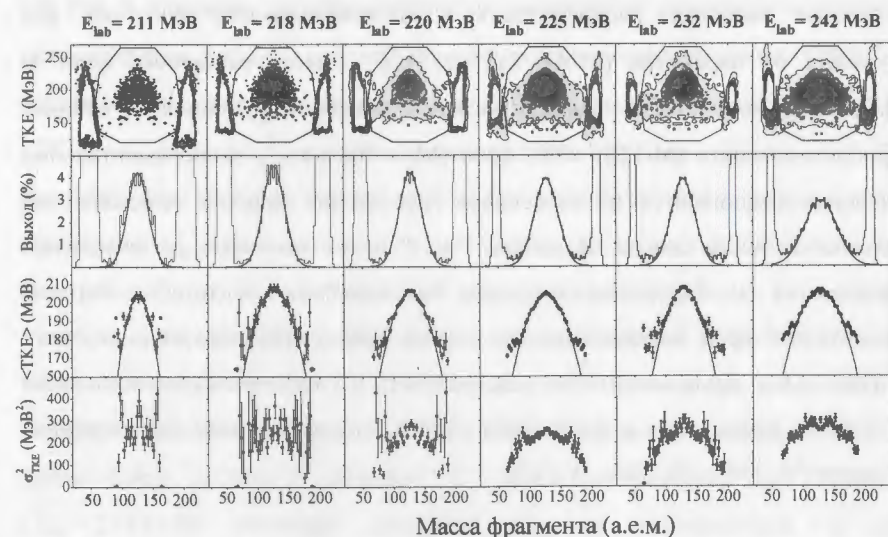 E_lab = 211 МэВ E_lab = 218 МэВ E_lab = 220 МэВ E_lab = 225 МэВ E_lab = 232 МэВ E_lab = 242 МэВ
TKE (МэВ)
250
200
150
Выход (%)
4
3
2
1
<TKE> (МэВ)
210
200
190
180
170
σ²_TKE (МэВ²)
500
400
300
200
100
0
50 100 150 200 50 100 150 200 50 100 150 200 50 100 150 200 50 100 150 200 50 100 150 200
Масса фрагмента (а.е.м.)